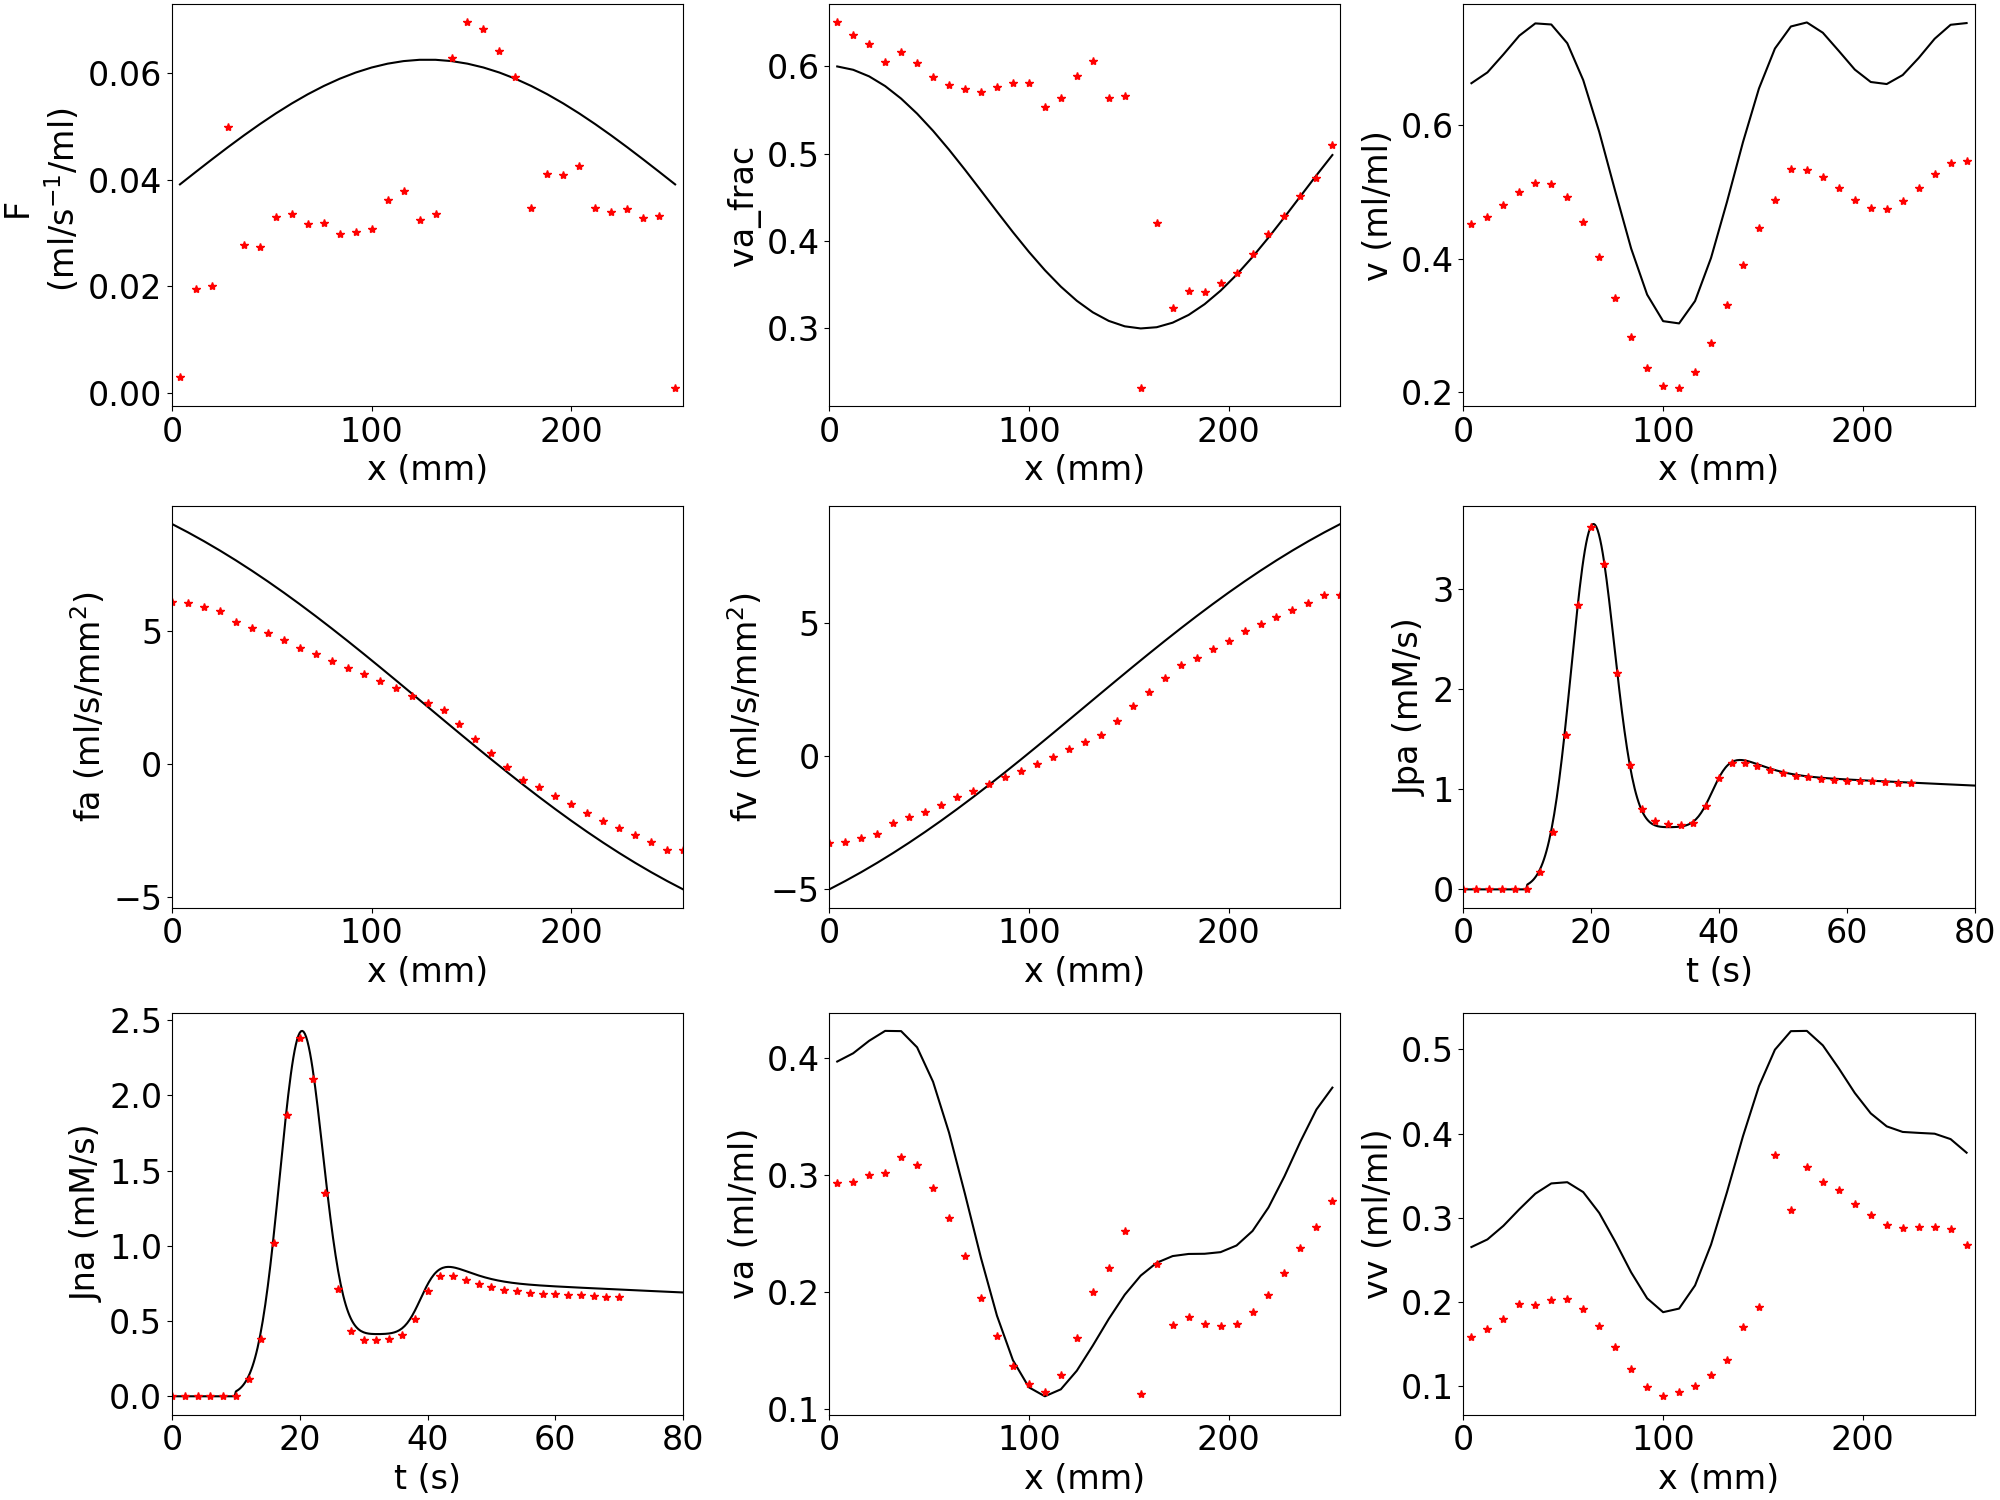 F
(ml/s⁻¹/ml)
0.06
0.04
0.02
0.00
0 100 200
x (mm)
va_frac
0.6
0.5
0.4
0.3
0 100 200
x (mm)
v (ml/ml)
0.6
0.4
0.2
0 100 200
x (mm)
fa (ml/s/mm²)
5
0
−5
0 100 200
x (mm)
fv (ml/s/mm²)
5
0
−5
0 100 200
x (mm)
Jpa (mM/s)
3
2
1
0
0 20 40 60 80
t (s)
Jna (mM/s)
2.5
2.0
1.5
1.0
0.5
0.0
0 20 40 60 80
t (s)
va (ml/ml)
0.4
0.3
0.2
0.1
0 100 200
x (mm)
vv (ml/ml)
0.5
0.4
0.3
0.2
0.1
0 100 200
x (mm)